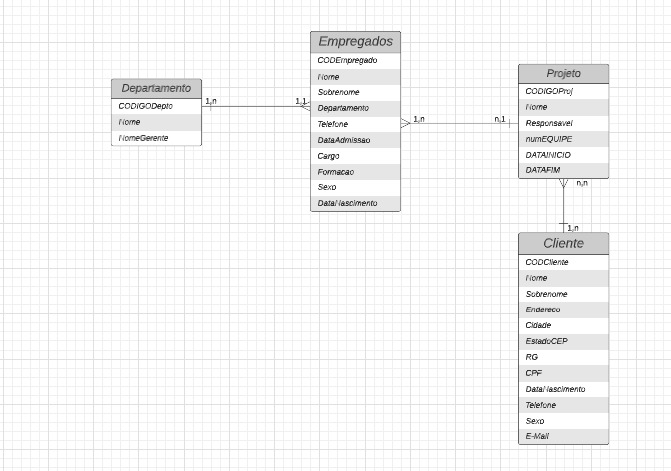 Departamento
CODIGODepto
Nome
NomeGerente
1,n
1,1
Empregados
CODEmpregado
Nome
Sobrenome
Departamento
Telefone
DataAdmissao
Cargo
Formacao
Sexo
DataNascimento
1,n
n,1
Projeto
CODIGOProj
Nome
Responsavel
numEQUIPE
DATAINICIO
DATAFIM
n,n
1,n
Cliente
CODCliente
Nome
Sobrenome
Endereco
Cidade
EstadoCEP
RG
CPF
DataNascimento
Telefone
Sexo
E-Mail